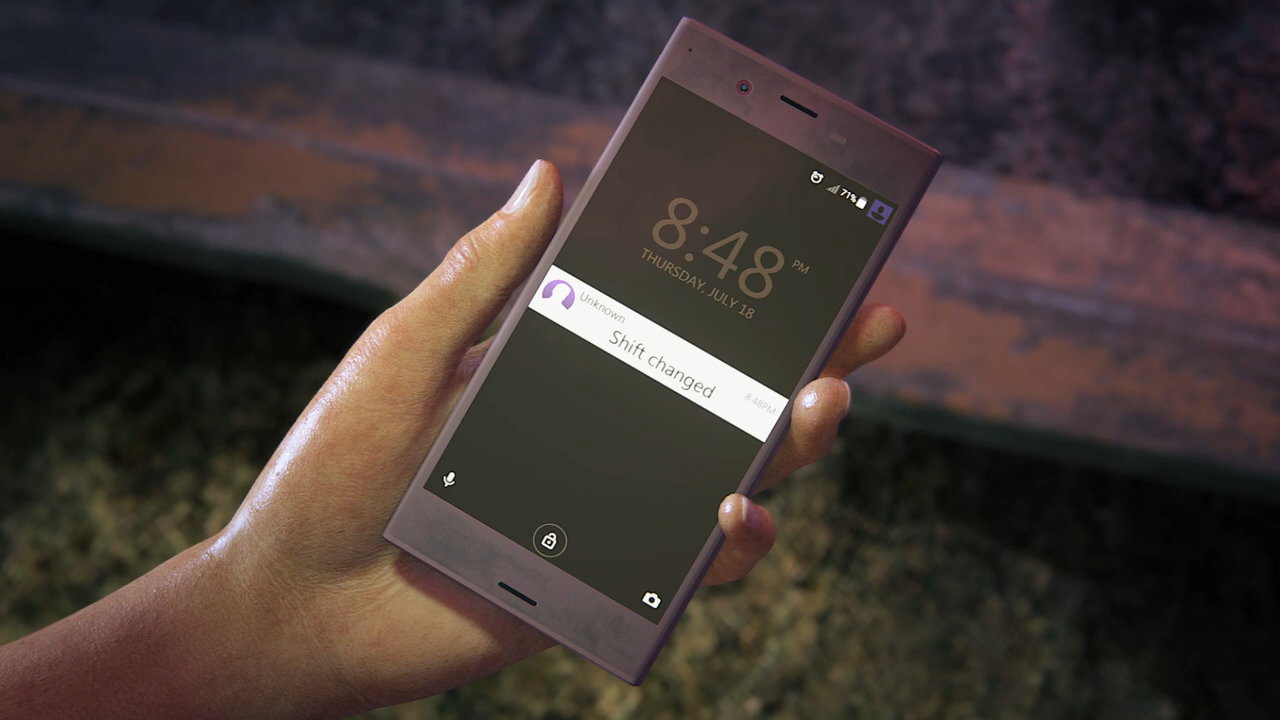 71%
8:48 PM
THURSDAY, JULY 18
Unknown
Shift changed
8:48PM